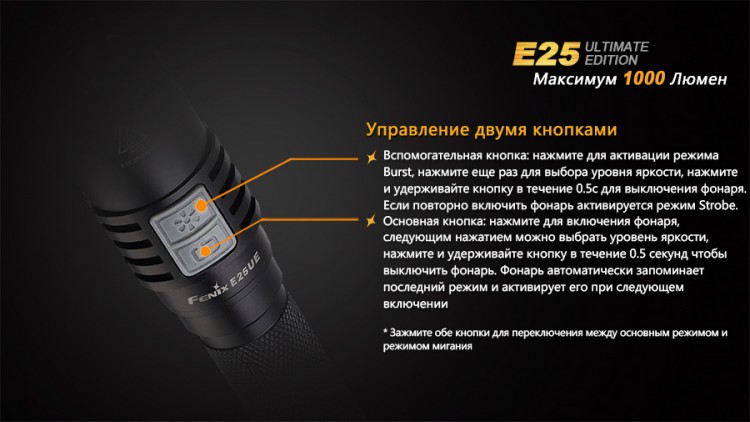 E25 ULTIMATE
EDITION
Максимум 1000 Люмен
Управление двумя кнопками
Вспомогательная кнопка: нажмите для активации режима
Burst, нажмите еще раз для выбора уровня яркости, нажмите
и удерживайте кнопку в течение 0.5с для выключения фонаря.
Если повторно включить фонарь активируется режим Strobe.
Основная кнопка: нажмите для включения фонаря,
следующим нажатием можно выбрать уровень яркости,
нажмите и удерживайте кнопку в течение 0.5 секунд чтобы
выключить фонарь. Фонарь автоматически запоминает
последний режим и активирует его при следующем
включении
* Зажмите обе кнопки для переключения между основным режимом и
режимом мигания
FENIX E25UE